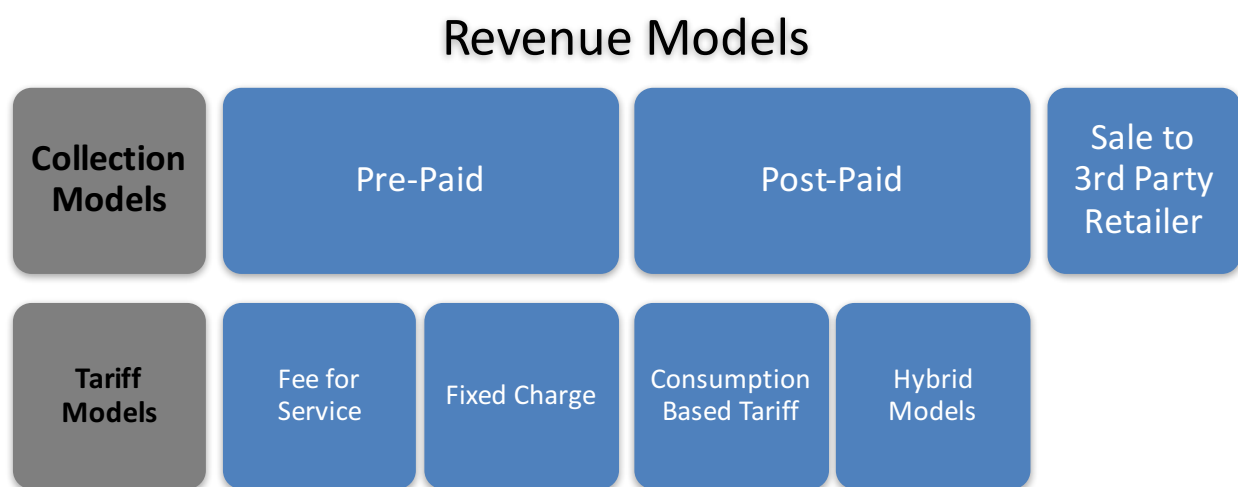 Revenue Models
Collection
Models
Pre-Paid
Post-Paid
Sale to
3rd Party
Retailer
Tariff
Models
Fee for
Service
Fixed Charge
Consumption
Based Tariff
Hybrid
Models